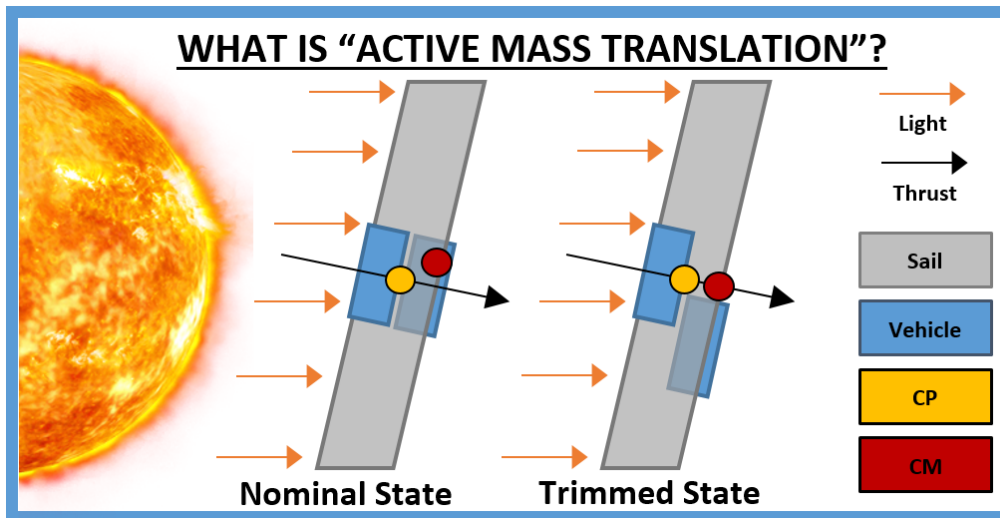 WHAT IS “ACTIVE MASS TRANSLATION”?
Light
Thrust
Sail
Vehicle
CP
CM
Nominal State
Trimmed State